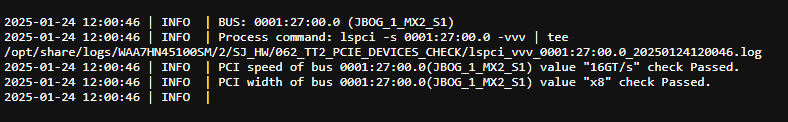 2025-01-24 12:00:46 | INFO  | BUS: 0001:27:00.0 (JBOG_1_MX2_S1)
2025-01-24 12:00:46 | INFO  | Process command: lspci -s 0001:27:00.0 -vvv | tee
/opt/share/logs/WAA7HN45100SM/2/SJ_HW/062_TT2_PCIE_DEVICES_CHECK/lspci_vvv_0001:27:00.0_20250124120046.log
2025-01-24 12:00:46 | INFO  | PCI speed of bus 0001:27:00.0(JBOG_1_MX2_S1) value "16GT/s" check Passed.
2025-01-24 12:00:46 | INFO  | PCI width of bus 0001:27:00.0(JBOG_1_MX2_S1) value "x8" check Passed.
2025-01-24 12:00:46 | INFO  |